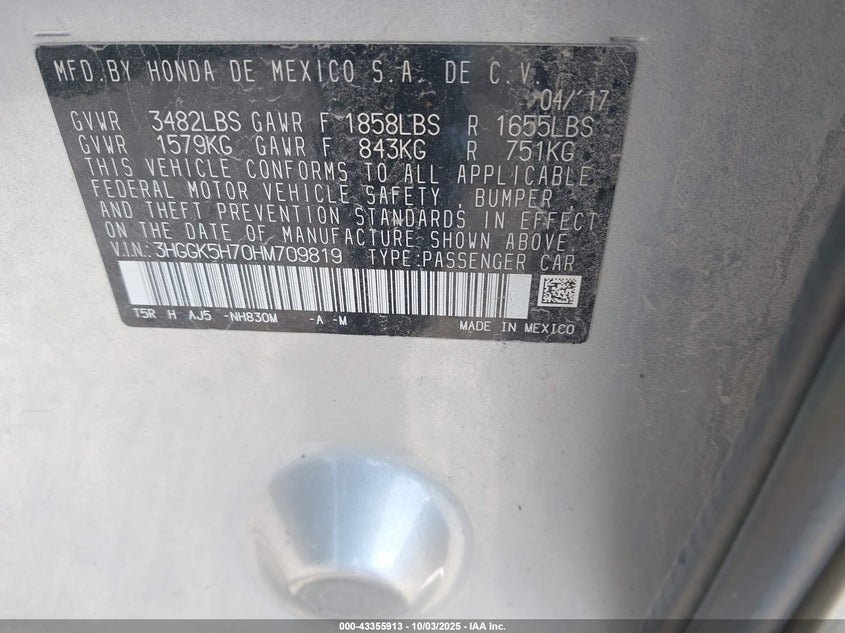 MFD.BY HONDA DE MEXICO S.A. DE C.V.
04/'17
GVWR 3482LBS GAWR F 1858LBS R 1655LBS
GVWR 1579KG GAWR F 843KG R 751KG
THIS VEHICLE CONFORMS TO ALL APPLICABLE
FEDERAL MOTOR VEHICLE SAFETY, BUMPER,
AND THEFT PREVENTION STANDARDS IN EFFECT
ON THE DATE OF MANUFACTURE SHOWN ABOVE
V.I.N.: 3HGGK5H70HM709819 TYPE:PASSENGER CAR
T5R H AJ5 -NH830M -A -M MADE IN MEXICO
000-43355913 - 10/03/2025 - IAA Inc.